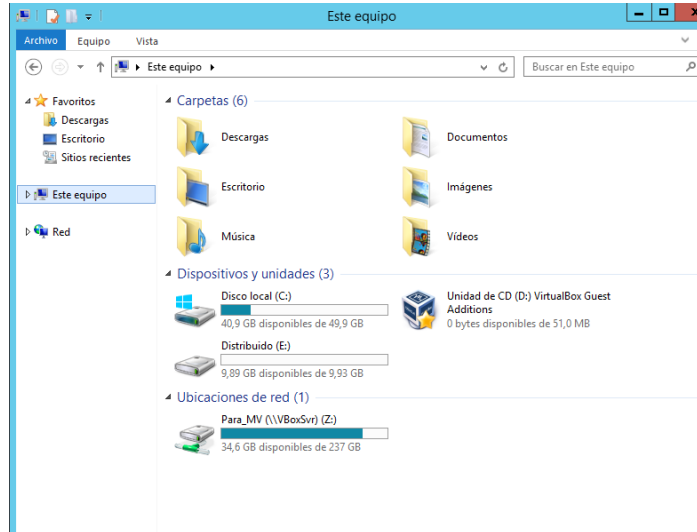 Este equipo
Archivo Equipo Vista
Este equipo
Buscar en Este equipo
Favoritos
Descargas
Escritorio
Sitios recientes
Este equipo
Red
Carpetas (6)
Descargas
Documentos
Escritorio
Imágenes
Música
Vídeos
Dispositivos y unidades (3)
Disco local (C:)
40,9 GB disponibles de 49,9 GB
Unidad de CD (D:) VirtualBox Guest
Additions
0 bytes disponibles de 51,0 MB
Distribuido (E:)
9,89 GB disponibles de 9,93 GB
Ubicaciones de red (1)
Para_MV (\\VBoxSvr) (Z:)
34,6 GB disponibles de 237 GB